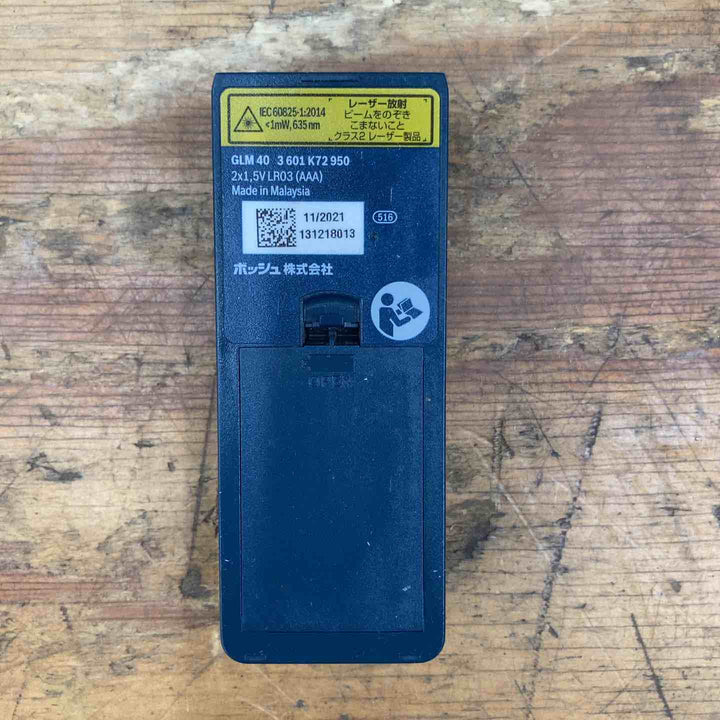 IEC 60825-1:2014
<1mW, 635 nm
レーザー放射
ビームをのぞき
こまないこと
クラス2 レーザー製品
GLM 40 3 601 K72 950
2x1,5V LR03 (AAA)
Made in Malaysia
11/2021
131218013
516
ボッシュ株式会社